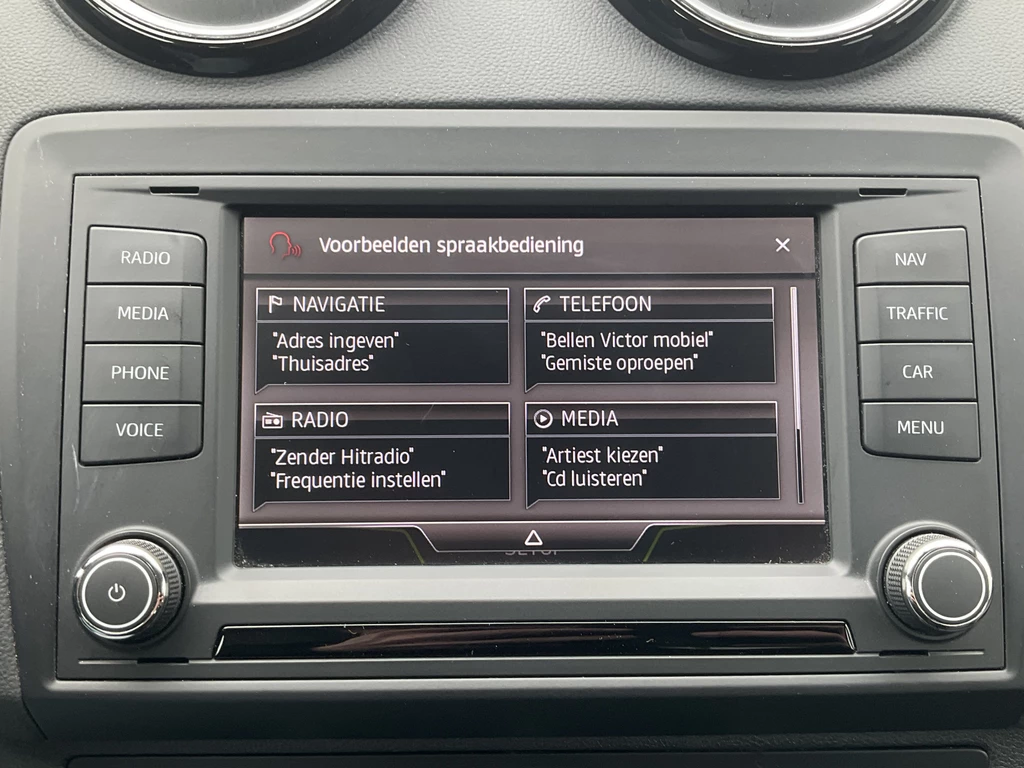 Voorbeelden spraakbediening
RADIO
MEDIA
PHONE
VOICE
NAVIGATIE
"Adres ingeven"
"Thuisadres"
TELEFOON
"Bellen Victor mobiel"
"Gemiste oproepen"
RADIO
"Zender Hitradio"
"Frequentie instellen"
MEDIA
"Artiest kiezen"
"Cd luisteren"
SETUP
NAV
TRAFFIC
CAR
MENU